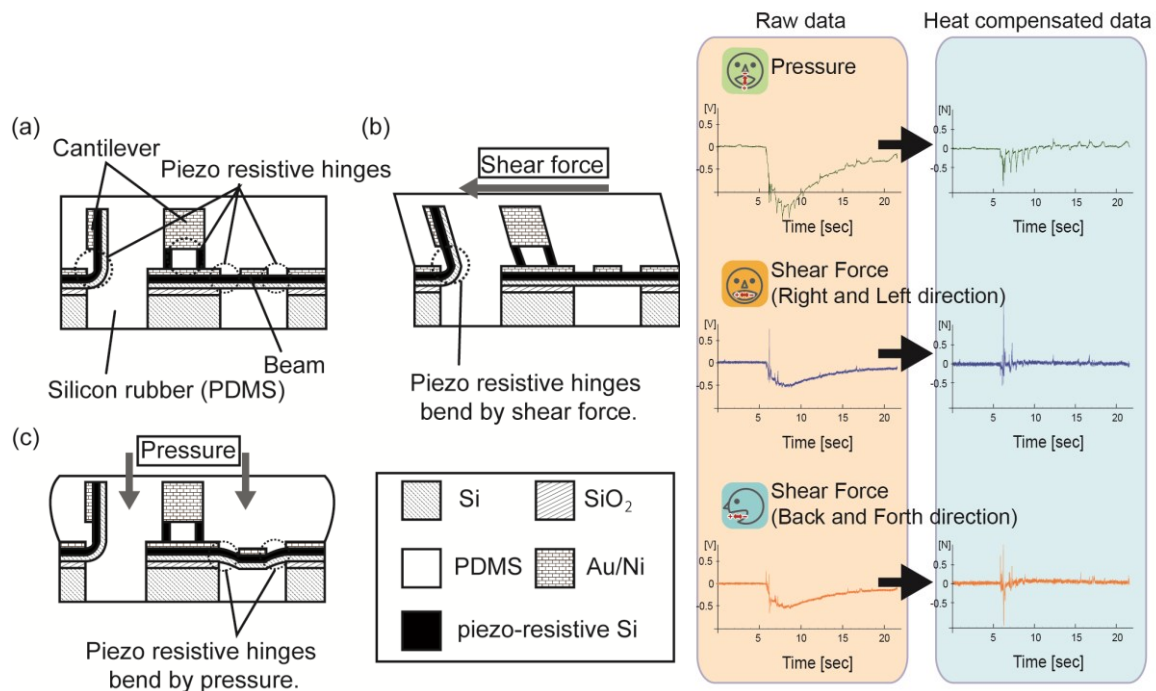 (a)
Cantilever
Piezo resistive hinges
Beam
Silicon rubber (PDMS)
(b)
Shear force
Piezo resistive hinges
bend by shear force.
(c)
Pressure
Piezo resistive hinges
bend by pressure.
Si
SiO2
PDMS
Au/Ni
piezo-resistive Si
Raw data
Heat compensated data
Pressure
[V]
0.5
0
-0.5
5
10
15
20
Time [sec]
[N]
0.5
0
-0.5
5
10
15
20
Time [sec]
Shear Force
(Right and Left direction)
[V]
0.5
0
-0.5
5
10
15
20
Time [sec]
[N]
0.5
0
-0.5
5
10
15
20
Time [sec]
Shear Force
(Back and Forth direction)
[V]
0.5
0
-0.5
5
10
15
20
Time [sec]
[N]
0.5
0
-0.5
5
10
15
20
Time [sec]